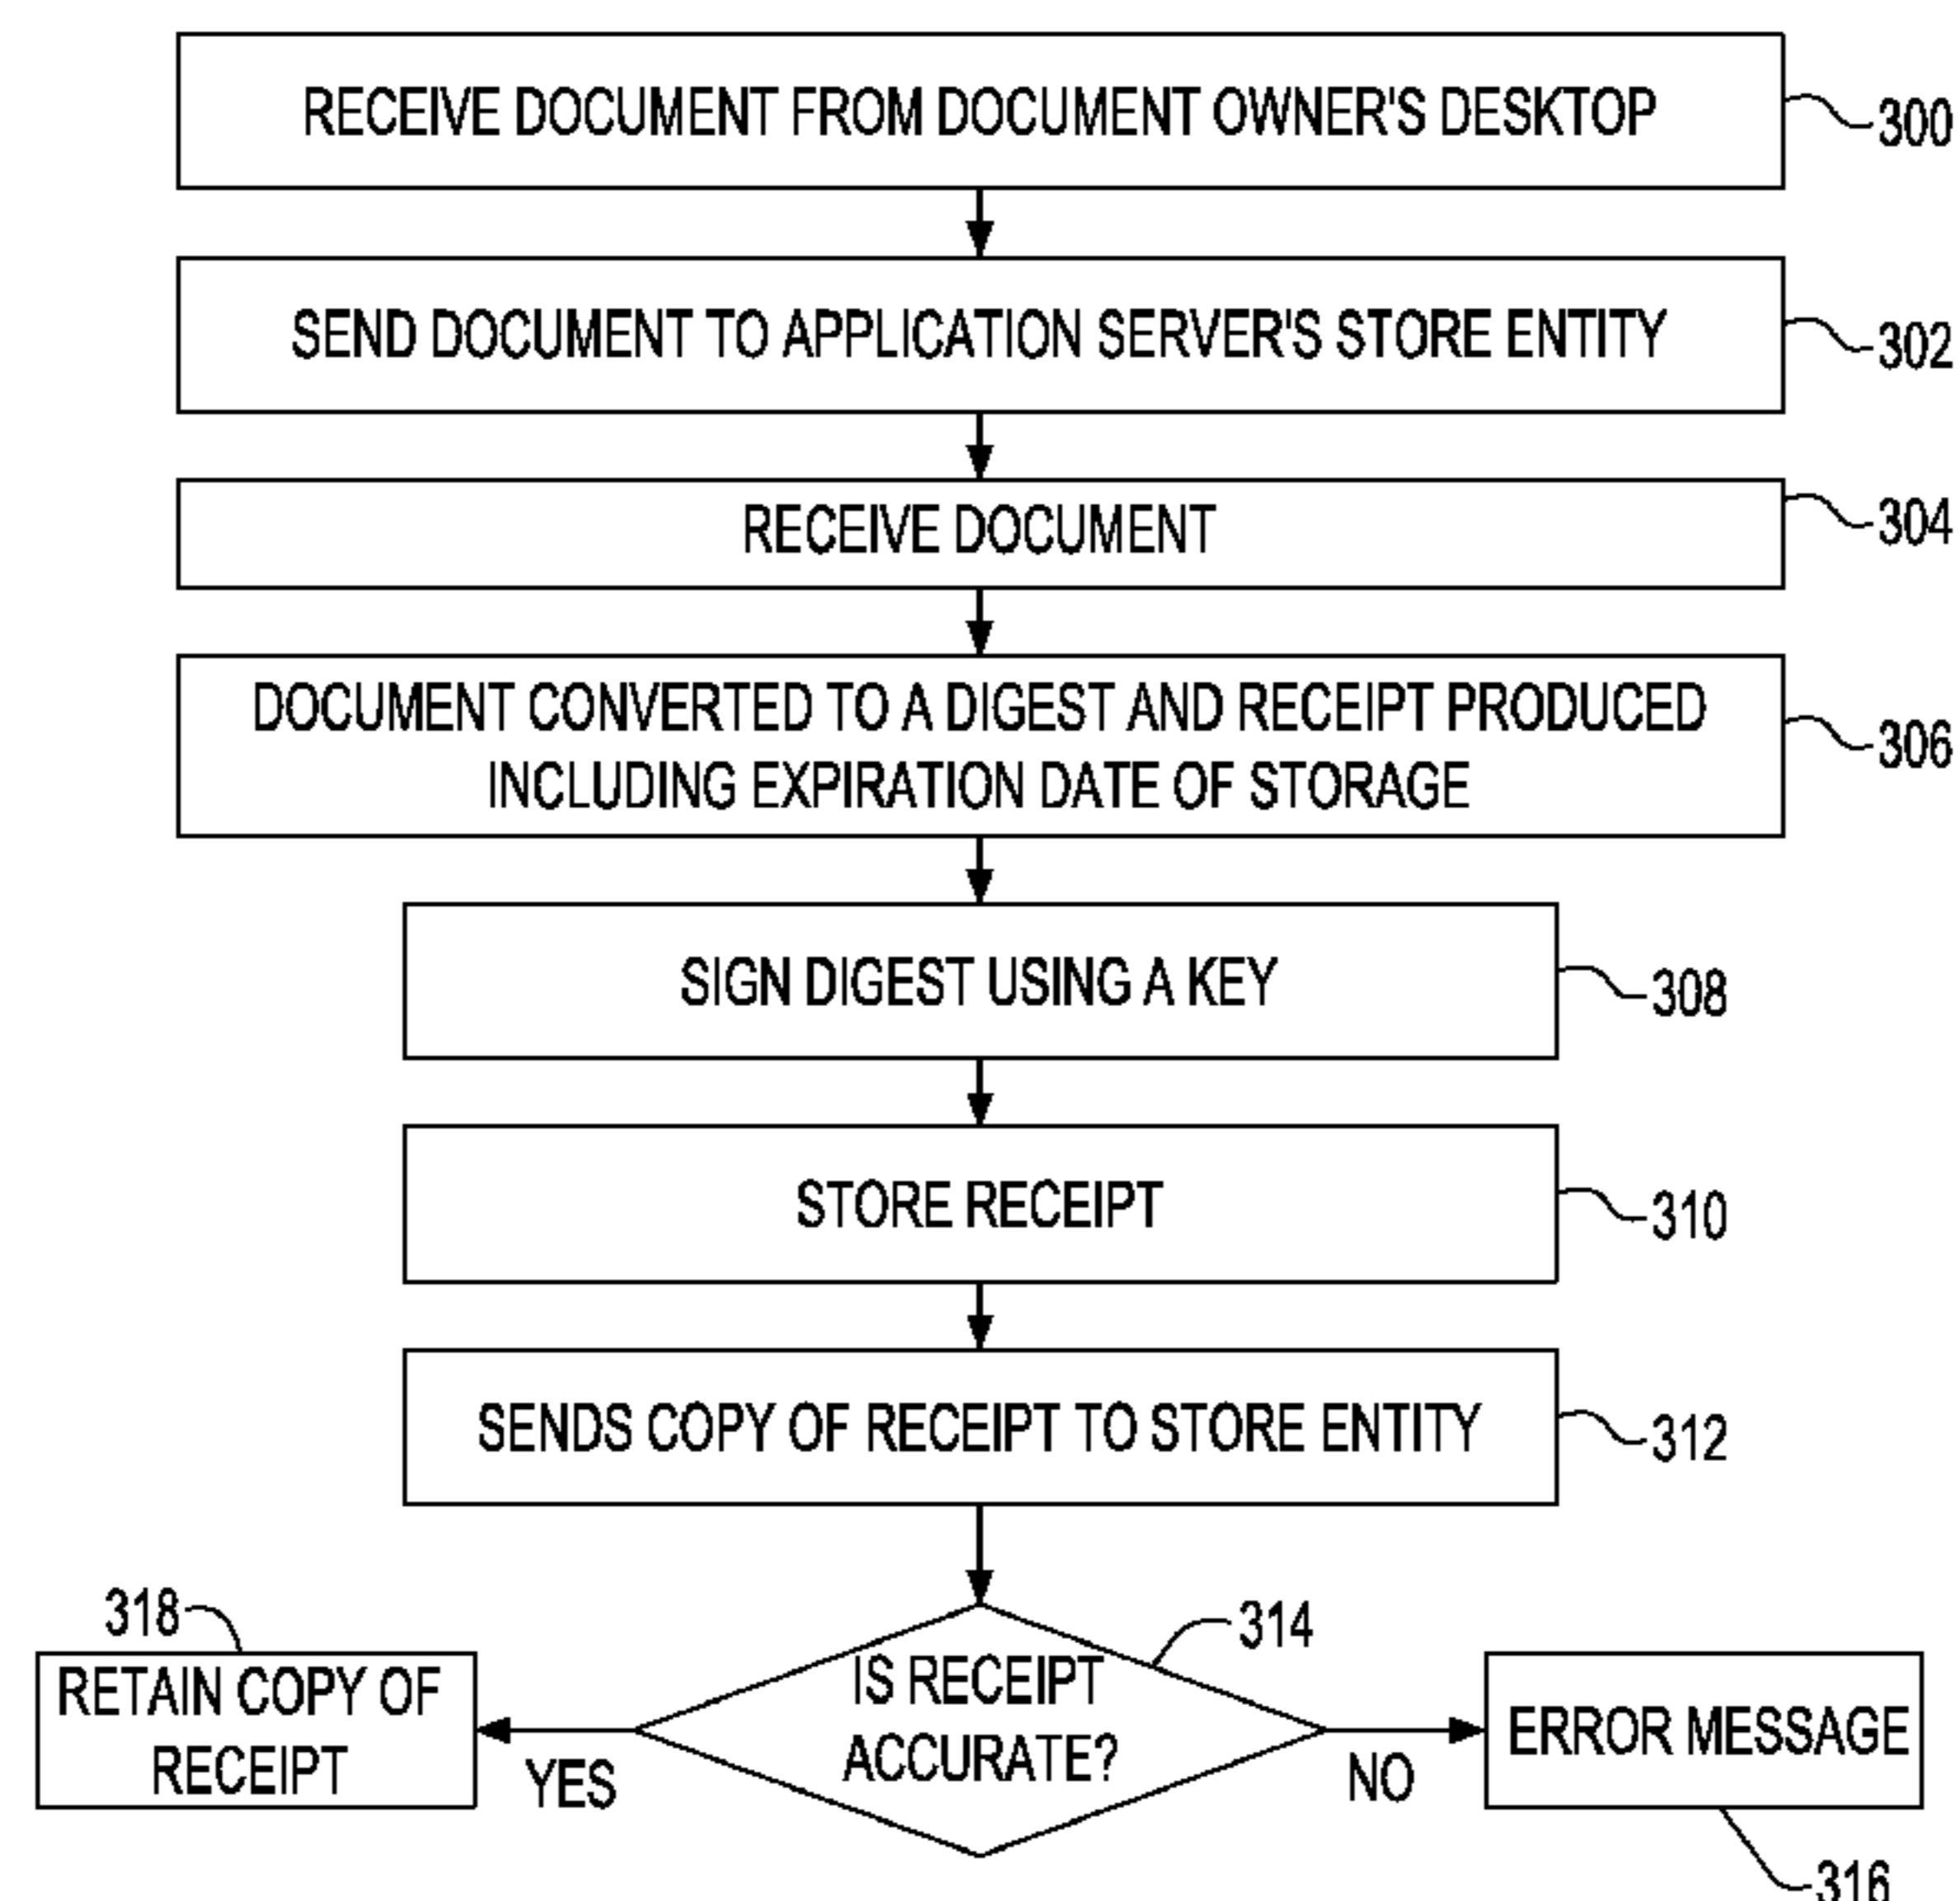 RECEIVE DOCUMENT FROM DOCUMENT OWNER'S DESKTOP
300
SEND DOCUMENT TO APPLICATION SERVER'S STORE ENTITY
302
RECEIVE DOCUMENT
304
DOCUMENT CONVERTED TO A DIGEST AND RECEIPT PRODUCED
INCLUDING EXPIRATION DATE OF STORAGE
306
SIGN DIGEST USING A KEY
308
STORE RECEIPT
310
SENDS COPY OF RECEIPT TO STORE ENTITY
312
318
RETAIN COPY OF
RECEIPT
YES
IS RECEIPT
ACCURATE?
314
NO
ERROR MESSAGE
316